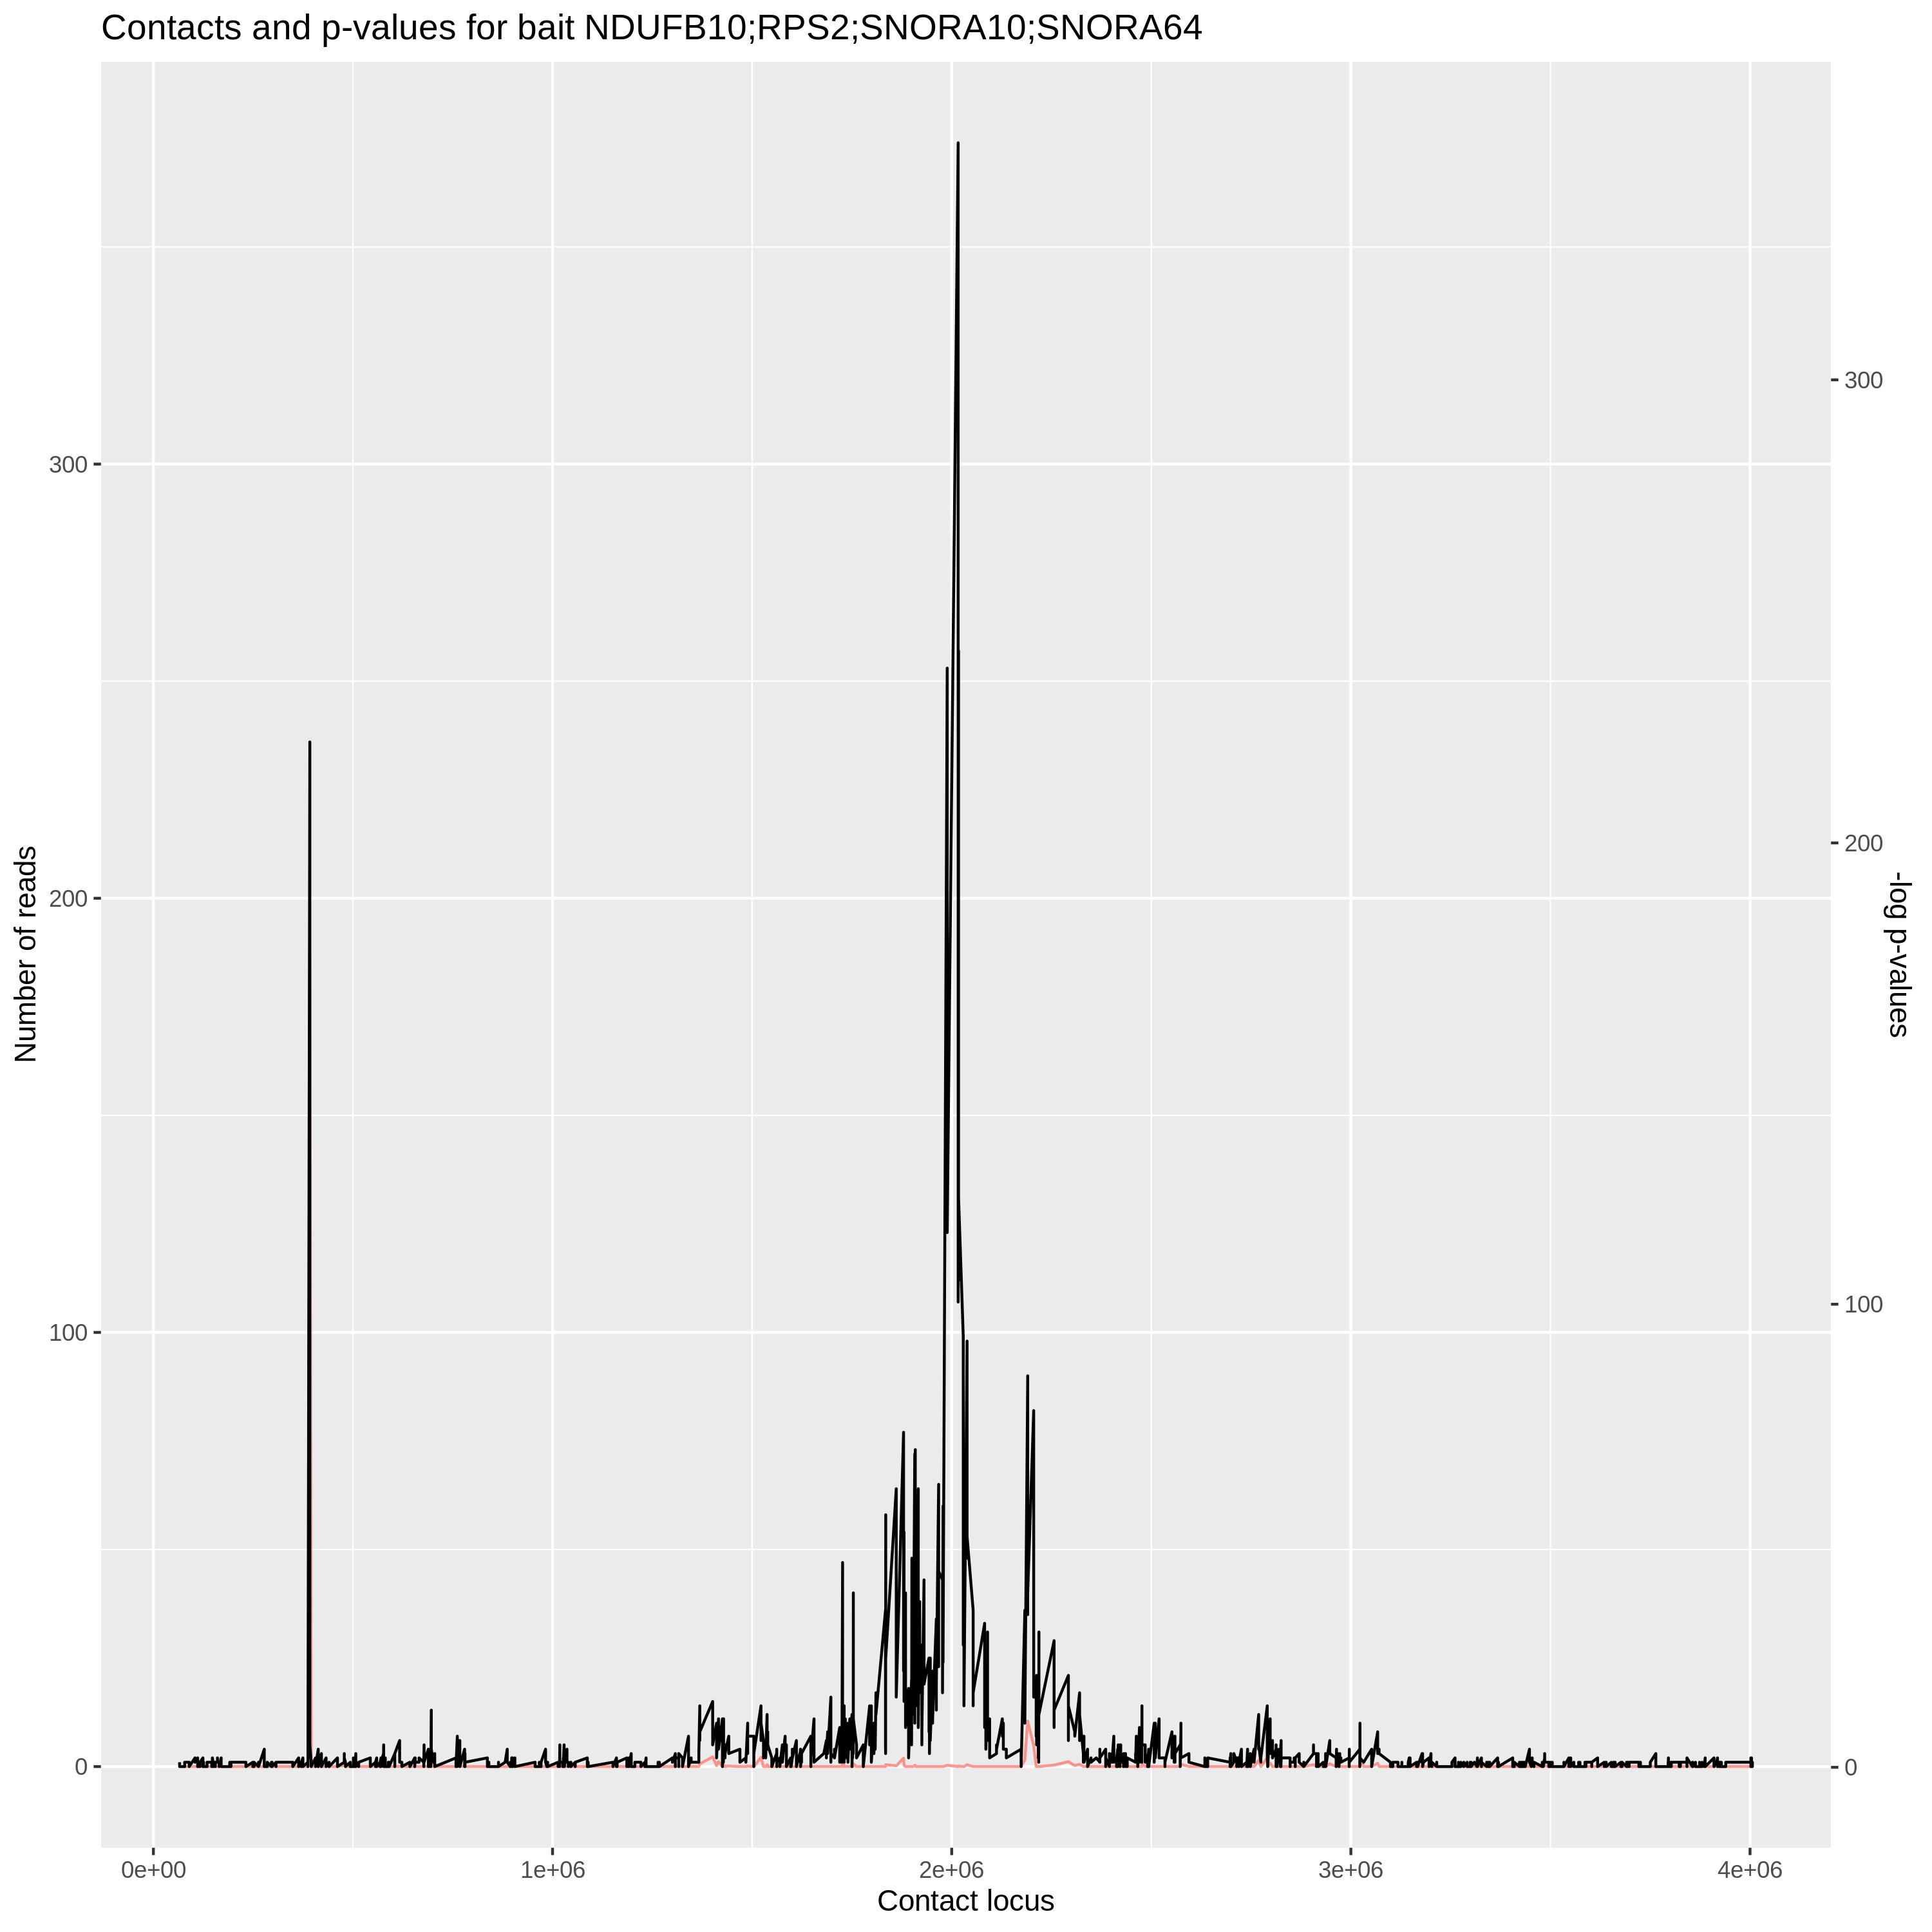 Contacts and p-values for bait NDUFB10;RPS2;SNORA10;SNORA64
Number of reads
300
200
100
0
300
200
100
0
-log p-values
0e+00 1e+06 2e+06 3e+06 4e+06
Contact locus